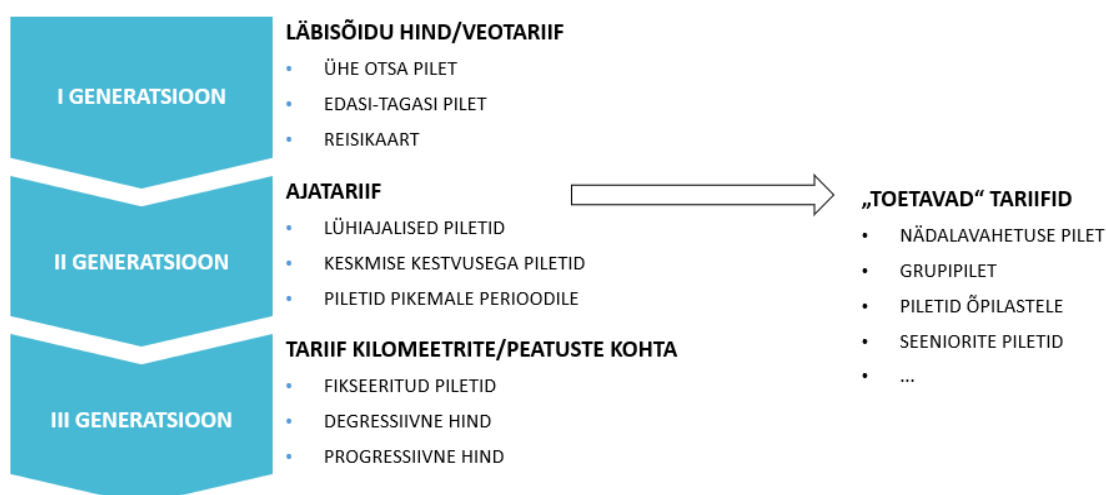 I GENERATSIOON
LÄBISÕIDU HIND/VEOTARIIF
• ÜHE OTSA PILET
• EDASI-TAGASI PILET
• REISIKAART
II GENERATSIOON
AJATARIIF
• LÜHIAJALISED PILETID
• KESKMISE KESTVUSEGA PILETID
• PILETID PIKEMALE PERIOODILE
„TOETAVAD“ TARIIFID
• NÄDALAVAHETUSE PILET
• GRUPIPILET
• PILETID ÕPILASTELE
• SEENIORITE PILETID
• ...
III GENERATSIOON
TARIIF KILOMEETRITE/PEATUSTE KOHTA
• FIKSEERITUD PILETID
• DEGRESSIIVNE HIND
• PROGRESSIIVNE HIND